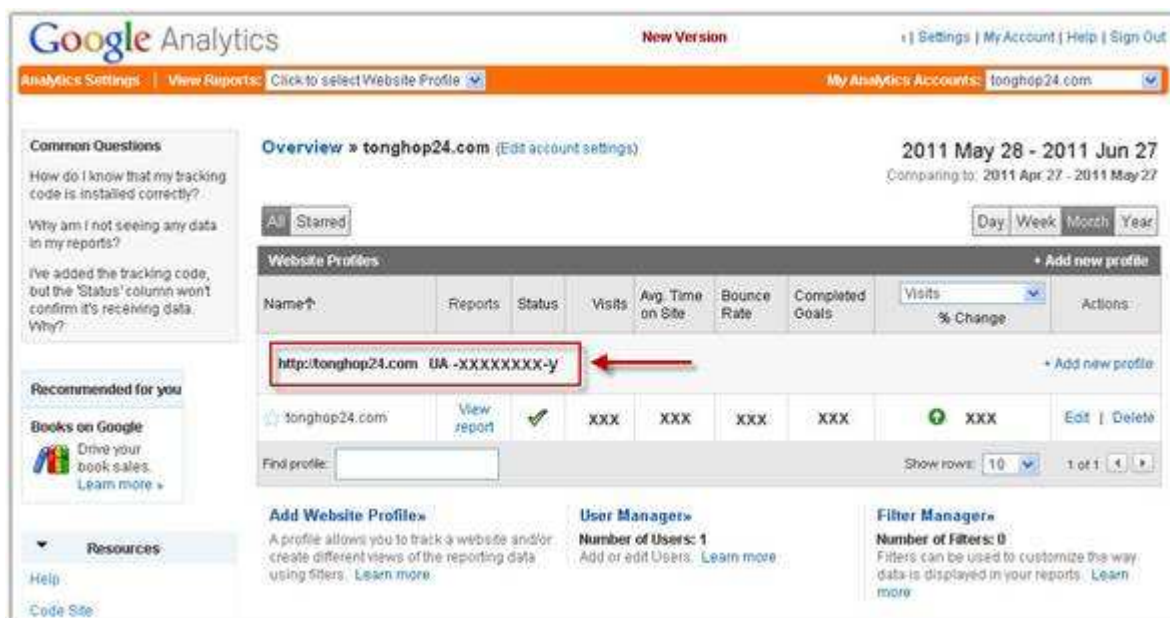 Google Analytics
New Version
Settings | My Account | Help | Sign Out
Analytics Settings | View Reports: Click to select Website Profile
My Analytics Accounts: tonghop24.com
Common Questions
How do I know that my tracking
code is installed correctly?
Why am I not seeing any data
in my reports?
I've added the tracking code,
but the 'Status' column won't
confirm it's receiving data.
Why?
Recommended for you
Books on Google
Drive your
book sales.
Learn more »
Resources
Help
Code Site
Overview » tonghop24.com (Edit account settings)
2011 May 28 - 2011 Jun 27
Comparing to: 2011 Apr 27 - 2011 May 27
All Starred
Day Week Month Year
Website Profiles
+ Add new profile
Name↑ Reports Status Visits Avg. Time on Site Bounce Rate Completed Goals Visits % Change Actions
http://tonghop24.com UA-XXXXXXXX-y
+ Add new profile
tonghop24.com View report XXX XXX XXX XXX XXX Edit | Delete
Find profile:
Show rows: 10 1 of 1
Add Website Profile»
A profile allows you to track a website and/or
create different views of the reporting data
using filters. Learn more
User Manager»
Number of Users: 1
Add or edit Users. Learn more
Filter Manager»
Number of Filters: 0
Filters can be used to customize the way
data is displayed in your reports. Learn
more